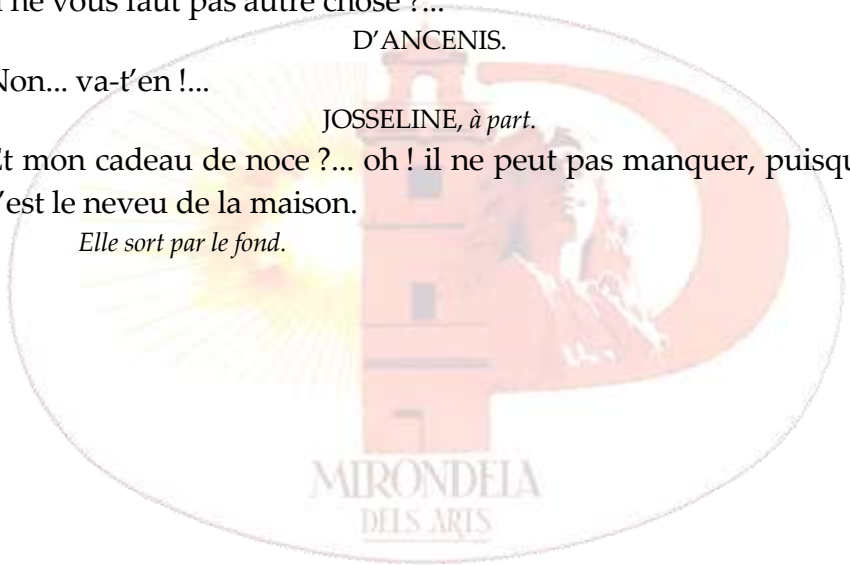 ne vous faut pas autre chose ?...
D'ANCENIS.
Non... va-t'en !...
JOSSELINE, à part.
Et mon cadeau de noce ?... oh ! il ne peut pas manquer, puisqu
c'est le neveu de la maison.
Elle sort par le fond.
MIRONDELA
DELS ARTS